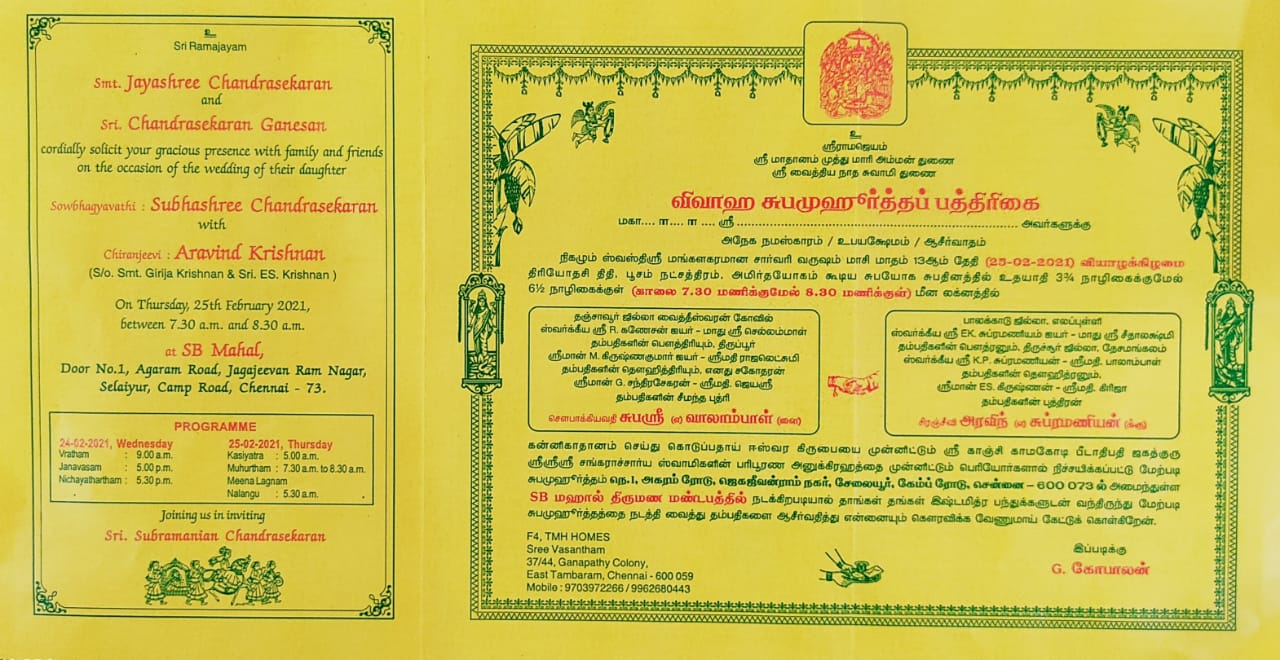 உ
Sri Ramajayam
Smt. Jayashree Chandrasekaran
and
Sri. Chandrasekaran Ganesan
cordially solicit your gracious presence with family and friends
on the occasion of the wedding of their daughter
Sowbhagyavathi : Subhashree Chandrasekaran
with
Chiranjeevi : Aravind Krishnan
(S/o. Smt. Girija Krishnan & Sri. ES. Krishnan )
On Thursday, 25th February 2021,
between 7.30 a.m. and 8.30 a.m.
at SB Mahal,
Door No.1, Agaram Road, Jagajeevan Ram Nagar,
Selaiyur, Camp Road, Chennai - 73.
PROGRAMME
24-02-2021, Wednesday
Vratham : 9.00 a.m.
Janavasam : 5.00 p.m.
Nichayathartham : 5.30 p.m.
25-02-2021, Thursday
Kasiyatra : 5.00 a.m.
Muhurtham : 7.30 a.m. to 8.30 a.m.
Meena Lagnam
Nalangu : 5.30 a.m.
Joining us in inviting
Sri. Subramanian Chandrasekaran
உ
ஸ்ரீராமஜெயம்
ஸ்ரீ மாதானம் முத்து மாரி அம்மன் துணை
ஸ்ரீ வைத்திய நாத சுவாமி துணை
விவாஹ சுபமுஹூர்த்தப் பத்திரிகை
மகா.... ஈ.... ஈ .... ஸ்ரீ ........................................ அவர்களுக்கு
அநேக நமஸ்காரம் / உபயக்ஷேமம் / ஆசீர்வாதம்
நிகழும் ஸ்வஸ்திஸ்ரீ மங்களகரமான சார்வரி வருஷம் மாசி மாதம் 13ஆம் தேதி (25-02-2021) வியாழக்கிழமை
திரியோதசி திதி, பூசம் நட்சத்திரம், அமிர்தயோகம் கூடிய சுபயோக சுபதினத்தில் உதயாதி 3¾ நாழிகைக்குமேல்
6½ நாழிகைக்குள் (காலை 7.30 மணிக்குமேல் 8.30 மணிக்குள்) மீன லக்னத்தில்
தஞ்சாவூர் ஜில்லா வைத்தீஸ்வரன் கோவில்
ஸ்வர்க்கீய ஸ்ரீ R. கணேசன் ஐயர் - மாது ஸ்ரீ செல்லம்மாள்
தம்பதிகளின் பௌத்திரியும், திருப்பூர்
ஸ்ரீமான் M. கிருஷ்ணகுமார் ஐயர் - ஸ்ரீமதி ராஜலெட்சுமி
தம்பதிகளின் தௌஹித்திரியும், எனது சகோதரன்
ஸ்ரீமான் G. சந்திரசேகரன் - ஸ்ரீமதி. ஜெயஸ்ரீ
தம்பதிகளின் சீமந்த புத்ரி
சௌபாக்கியவதி சுபஸ்ரீ (எ) வாலாம்பாள் (ளை)
பாலக்காடு ஜில்லா, எலப்புள்ளி
ஸ்வர்க்கீய ஸ்ரீ EK. சுப்ரமணியம் ஐயர் - மாது ஸ்ரீ சீதாலக்ஷ்மி
தம்பதிகளின் பௌத்ரனும், திருச்சூர் ஜில்லா, தேசமங்கலம்
ஸ்வர்க்கீய ஸ்ரீ K.P. சுப்ரமணியன் - ஸ்ரீமதி. பாலாம்பாள்
தம்பதிகளின் தௌஹித்ரனும்,
ஸ்ரீமான் ES. கிருஷ்ணன் - ஸ்ரீமதி. கிரிஜா
தம்பதிகளின் புத்திரன்
சிரஞ்சீவி அரவிந் (எ) சுப்ரமணியன் (க்கு)
கன்னிகாதானம் செய்து கொடுப்பதாய் ஈஸ்வர கிருபையை முன்னிட்டும் ஸ்ரீ காஞ்சி காமகோடி பீடாதிபதி ஜகத்குரு
ஸ்ரீஸ்ரீஸ்ரீ சங்கராச்சார்ய ஸ்வாமிகளின் பரிபூரண அனுக்கிரஹத்தை முன்னிட்டும் பெரியோர்களால் நிச்சயிக்கப்பட்டு மேற்படி
சுபமுஹூர்த்தம் நெ.1, அகரம் ரோடு, ஜெகஜீவன்ராம் நகர், சேலையூர், கேம்ப் ரோடு, சென்னை – 600 073 ல் அமைந்துள்ள
SB மஹால் திருமண மண்டபத்தில் நடக்கிறபடியால் தாங்கள் தங்கள் இஷ்டமித்ர பந்துக்களுடன் வந்திருந்து மேற்படி
சுபமுஹூர்த்தத்தை நடத்தி வைத்து தம்பதிகளை ஆசீர்வதித்து என்னையும் கௌரவிக்க வேணுமாய் கேட்டுக் கொள்கிறேன்.
F4, TMH HOMES
Sree Vasantham
37/44, Ganapathy Colony,
East Tambaram, Chennai - 600 059
Mobile : 9703972266 / 9962680443
இப்படிக்கு
G. கோபாலன்